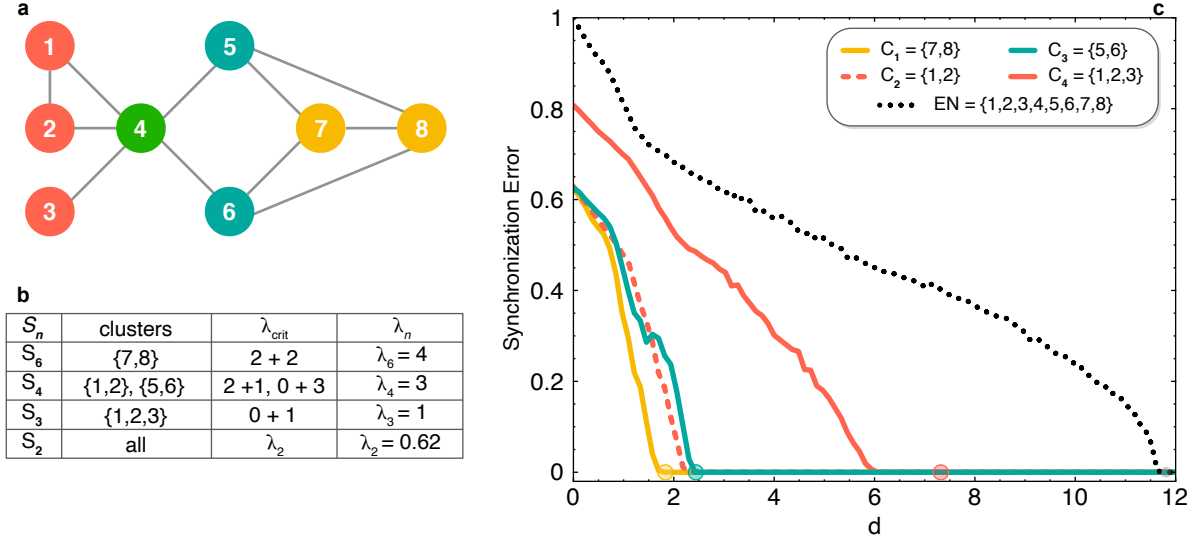 a
1
5
2
4
7
8
3
6
b
Sₙ clusters λcrit λₙ
S₆ {7,8} 2 + 2 λ₆ = 4
S₄ {1,2}, {5,6} 2 +1, 0 + 3 λ₄ = 3
S₃ {1,2,3} 0 + 1 λ₃ = 1
S₂ all λ₂ λ₂ = 0.62
c
C₁ = {7,8} C₃ = {5,6}
C₂ = {1,2} C₄ = {1,2,3}
EN = {1,2,3,4,5,6,7,8}
Synchronization Error
1
0.8
0.6
0.4
0.2
0
0 2 4 6 8 10 12
d